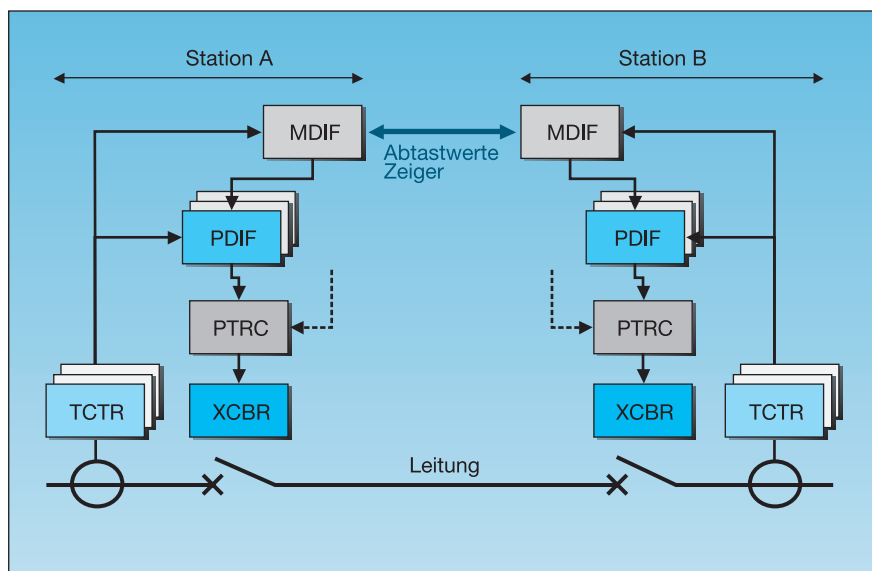 Station A
Station B
MDIF
MDIF
Abtastwerte
Zeiger
PDIF
PDIF
PTRC
PTRC
TCTR
XCBR
XCBR
TCTR
Leitung